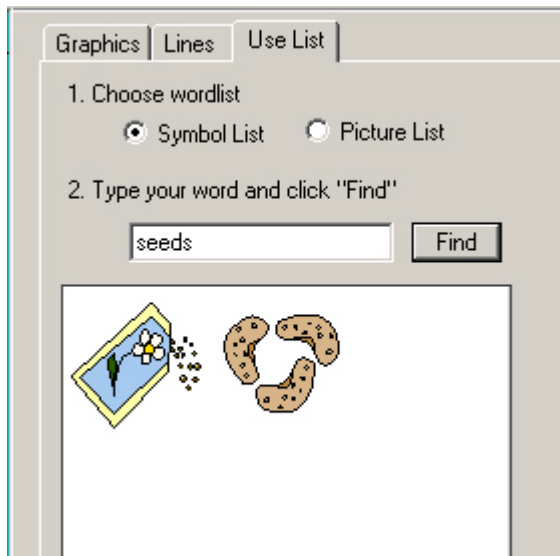 Graphics Lines Use List
1. Choose wordlist
Symbol List Picture List
2. Type your word and click "Find"
seeds Find